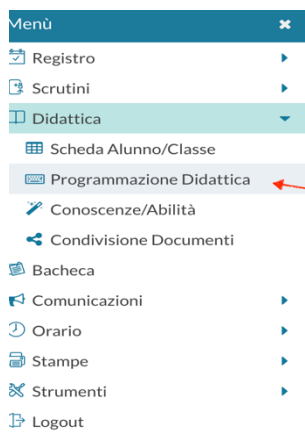 Menù
Registro
Scrutini
Didattica
Scheda Alunno/Classe
Programmazione Didattica
Conoscenze/Abilità
Condivisione Documenti
Bacheca
Comunicazioni
Orario
Stampe
Strumenti
Logout